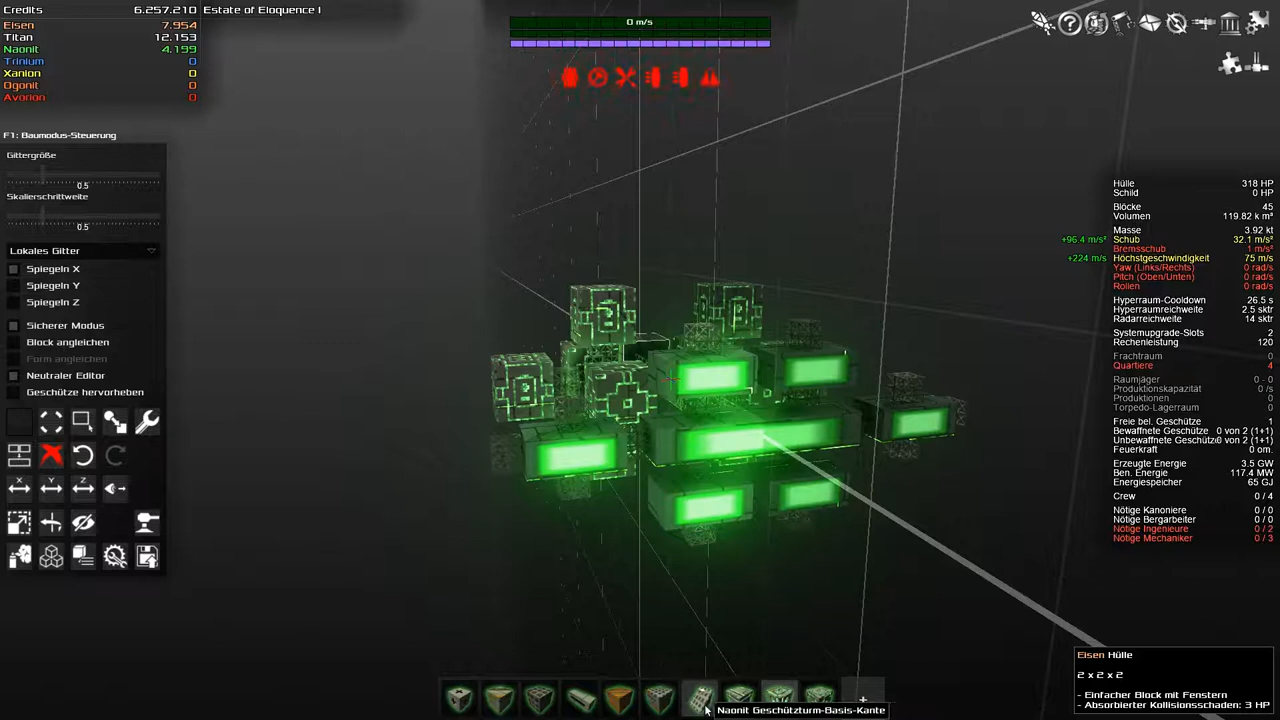 Credits 6.257.210
Estate of Eloquence I
Eisen 7.954
Titan 12.153
Naonit 4.199
Trinium 0
Xanion 0
Ogonit 0
Avorion 0
0 m/s
F1: Baumodus-Steuerung
Gittergröße
0.5
Skalierschrittweite
0.5
Lokales Gitter
Spiegeln X
Spiegeln Y
Spiegeln Z
Sicherer Modus
Block angleichen
Form angleichen
Neutraler Editor
Geschütze hervorheben
X Y Z
Hülle 318 HP
Schild 0 HP
Blöcke 45
Volumen 119.82 k m³
Masse 3.92 kt
+96.4 m/s² Schub 32.1 m/s²
Bremsschub 1 m/s²
+224 m/s Höchstgeschwindigkeit 75 m/s
Yaw (Links/Rechts) 0 rad/s
Pitch (Oben/Unten) 0 rad/s
Rollen 0 rad/s
Hyperraum-Cooldown 26.5 s
Hyperraumreichweite 2.5 sktr
Radarreichweite 14 sktr
Systemupgrade-Slots 2
Rechenleistung 120
Frachtraum 0
Quartiere 4
Raumjäger 0 - 0
Produktionskapazität 0 /s
Produktionen 0
Torpedo-Lagerraum 0
Freie bel. Geschütze 1
Bewaffnete Geschütze 0 von 2 (1+1)
Unbewaffnete Geschütze 0 von 2 (1+1)
Feuerkraft 0 om.
Erzeugte Energie 3.5 GW
Ben. Energie 117.4 MW
Energiespeicher 65 GJ
Crew 0 / 4
Nötige Kanoniere 0 / 0
Nötige Bergarbeiter 0 / 0
Nötige Ingenieure 0 / 2
Nötige Mechaniker 0 / 3
Eisen Hülle
2 x 2 x 2
- Einfacher Block mit Fenstern
- Absorbierter Kollisionsschaden: 3 HP
+
Naonit Geschützturm-Basis-Kante